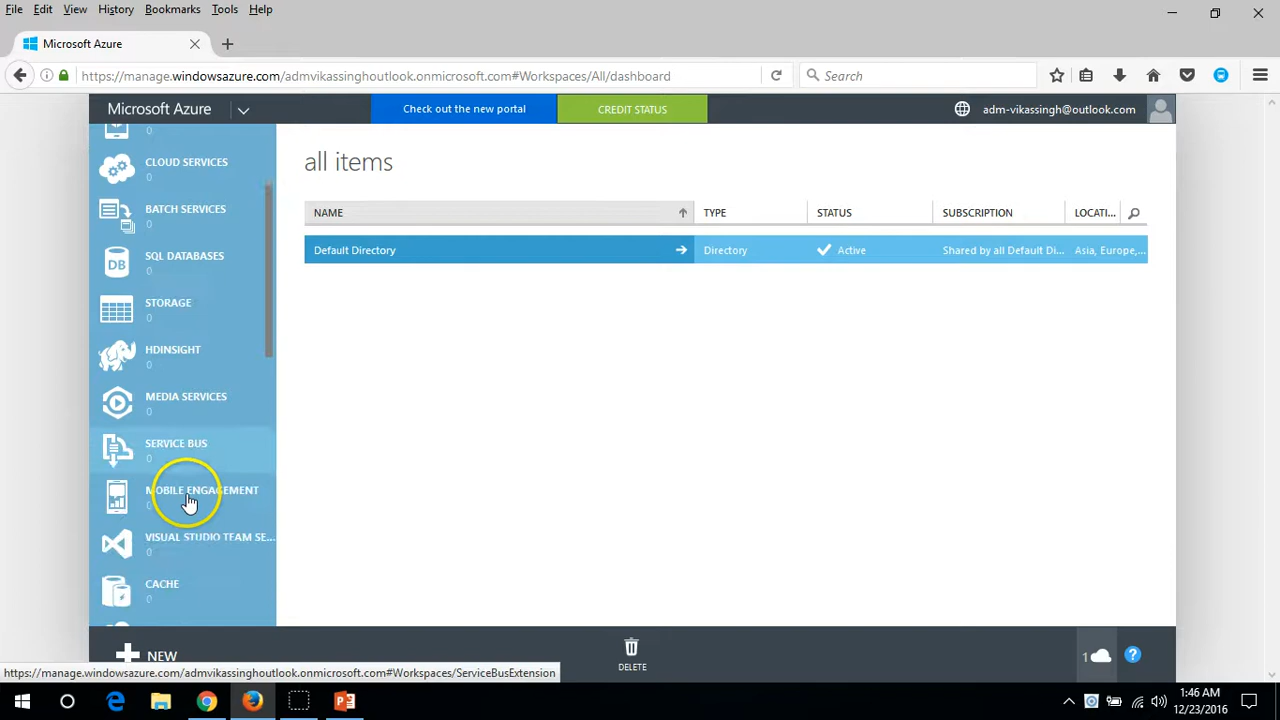 File Edit View History Bookmarks Tools Help
Microsoft Azure
https://manage.windowsazure.com/admvikassinghoutlook.onmicrosoft.com#Workspaces/All/dashboard
Search
Microsoft Azure
Check out the new portal
CREDIT STATUS
adm-vikassingh@outlook.com
0
CLOUD SERVICES
0
BATCH SERVICES
0
SQL DATABASES
0
DB
STORAGE
0
HDINSIGHT
0
MEDIA SERVICES
0
SERVICE BUS
0
MOBILE ENGAGEMENT
0
VISUAL STUDIO TEAM SE...
0
CACHE
0
all items
NAME TYPE STATUS SUBSCRIPTION LOCATI...
Default Directory Directory Active Shared by all Default Di... Asia, Europe,...
NEW
DELETE
1
?
https://manage.windowsazure.com/admvikassinghoutlook.onmicrosoft.com#Workspaces/ServiceBusExtension
1:46 AM
12/23/2016